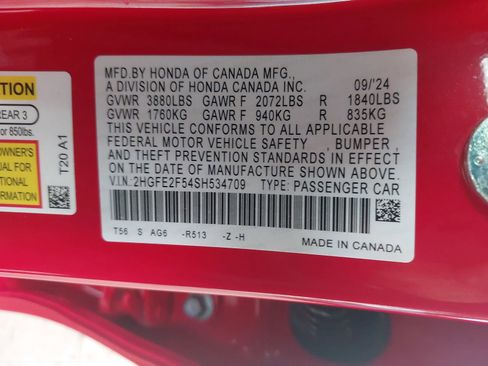 MFD.BY HONDA OF CANADA MFG.,
A DIVISION OF HONDA CANADA INC. 09/'24
GVWR 3880LBS GAWR F 2072LBS R 1840LBS
GVWR 1760KG GAWR F 940KG R 835KG
THIS VEHICLE CONFORMS TO ALL APPLICABLE
FEDERAL MOTOR VEHICLE SAFETY , BUMPER ,
AND THEFT PREVENTION STANDARDS IN EFFECT
ON THE DATE OF MANUFACTURE SHOWN ABOVE.
V.I.N: 2HGFE2F54SH534709 TYPE: PASSENGER CAR
T56 S AG6 -R513 -Z -H
MADE IN CANADA
TION
REAR 3
r 850lbs.
OWNER'S
UAL FOR
TIONAL
RMATION
T20 A1